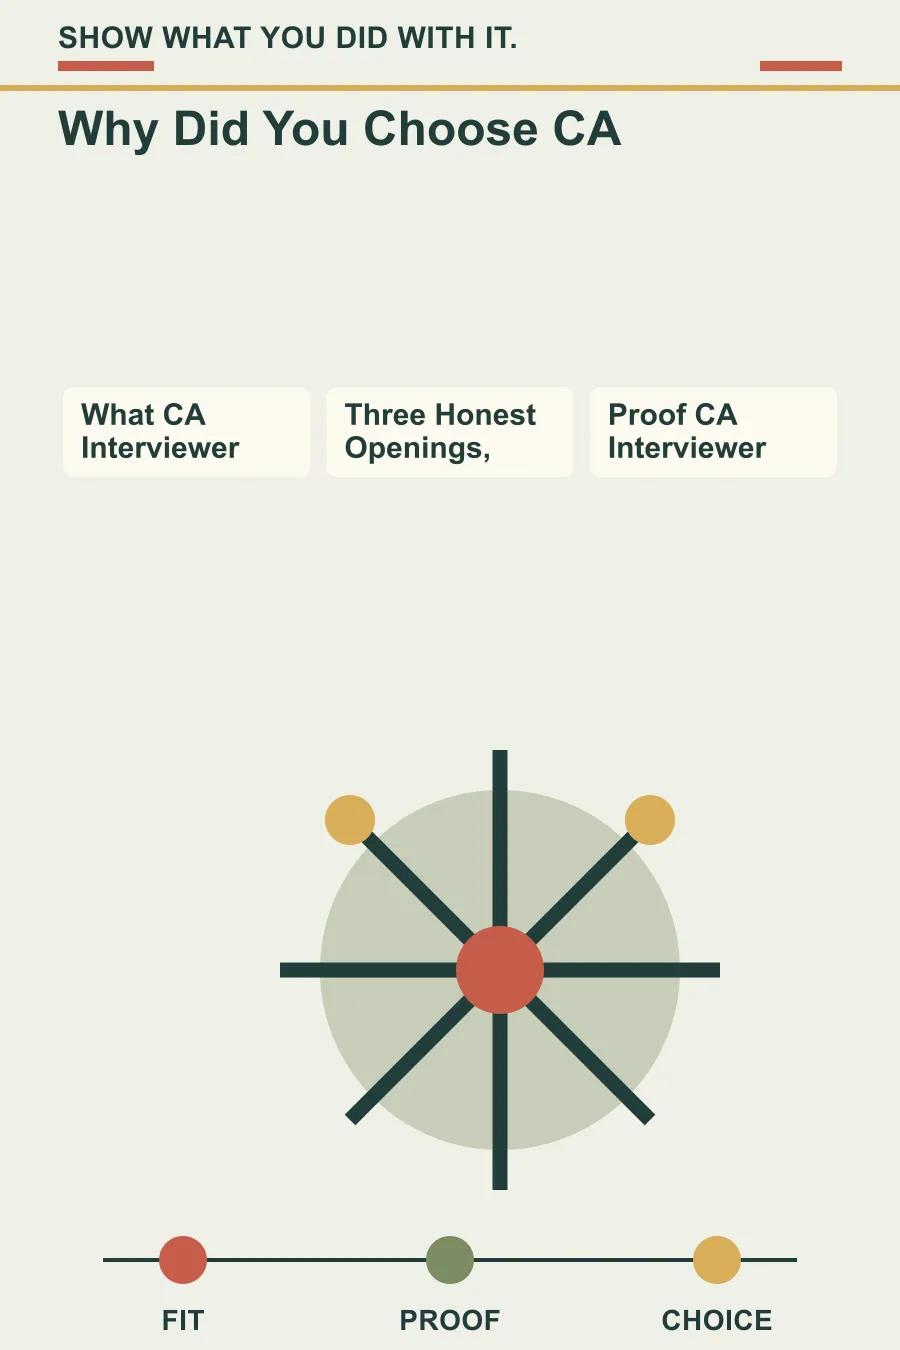 SHOW WHAT YOU DID WITH IT.
Why Did You Choose CA
What CA
Interviewer
Three Honest
Openings,
Proof CA
Interviewer
FIT
PROOF
CHOICE